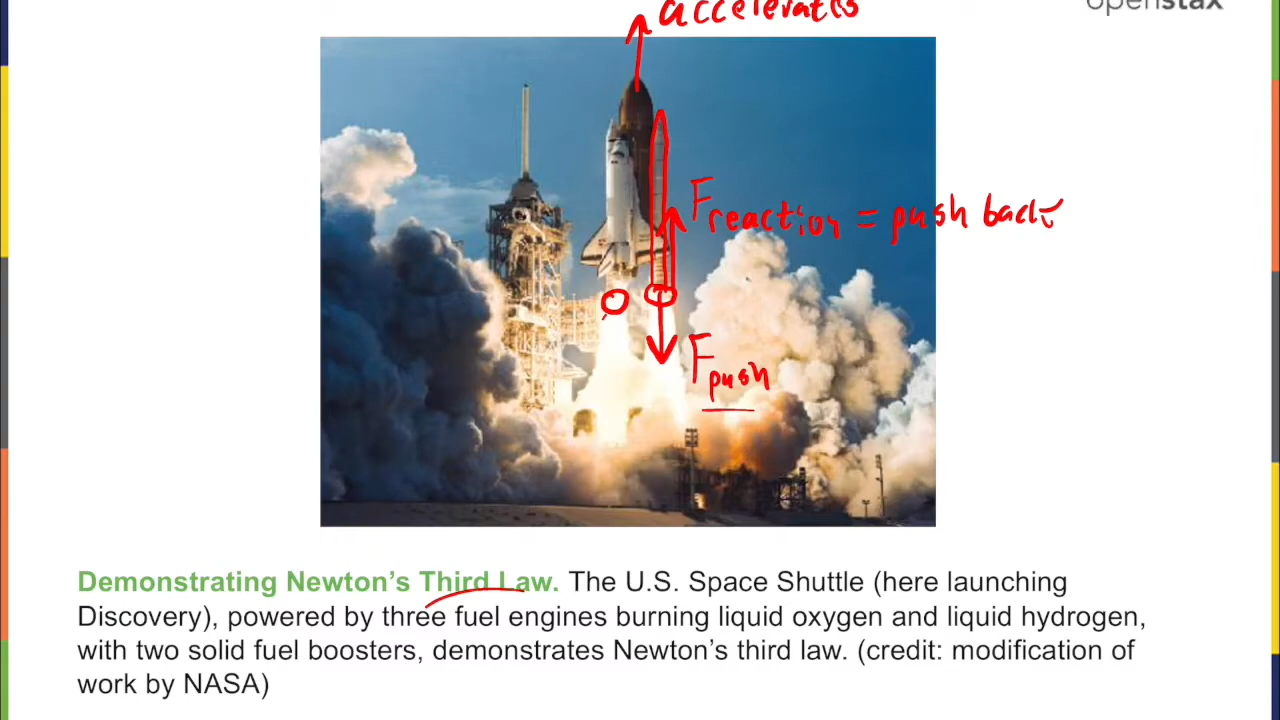 openstax
accelerates
F reaction = push back
F push
Demonstrating Newton's Third Law. The U.S. Space Shuttle (here launching
Discovery), powered by three fuel engines burning liquid oxygen and liquid hydrogen,
with two solid fuel boosters, demonstrates Newton's third law. (credit: modification of
work by NASA)